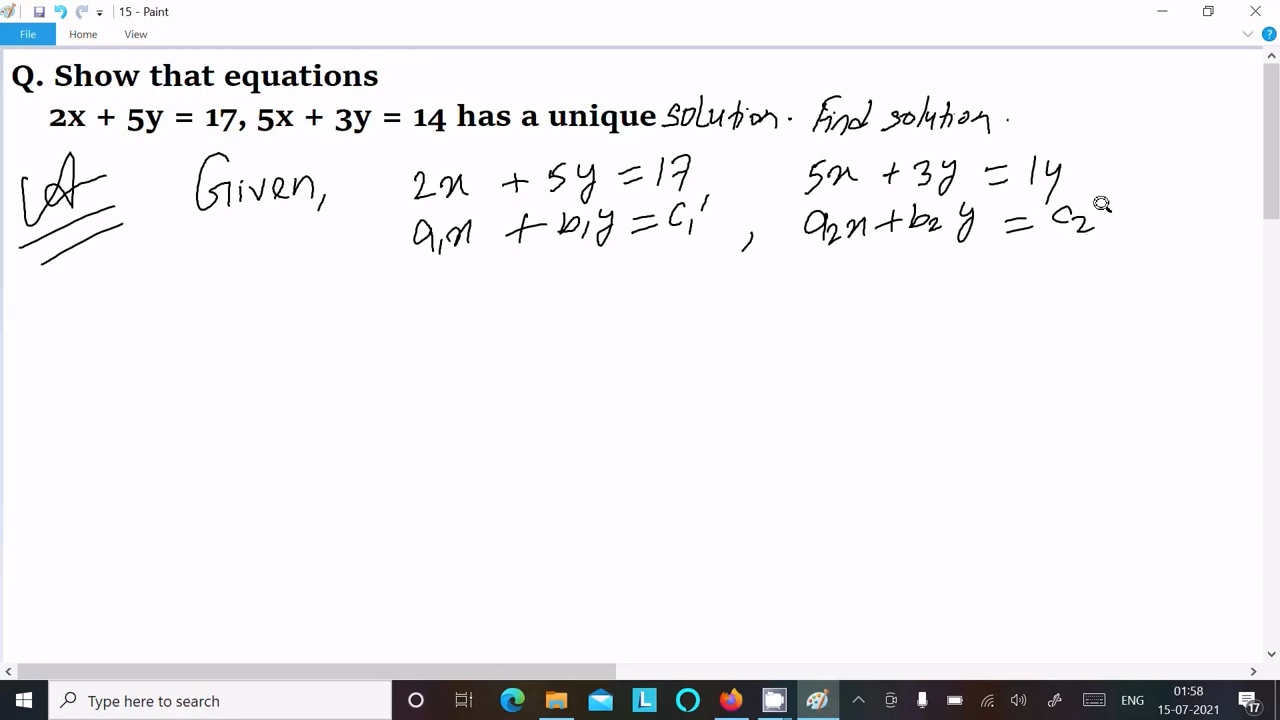 15 - Paint
File Home View
Q. Show that equations
2x + 5y = 17, 5x + 3y = 14 has a unique solution. Find solution.
A Given, 2x + 5y = 17, 5x + 3y = 14
a₁x + b₁y = c₁, a₂x + b₂y = c₂
Type here to search
L
ENG
01:58
15-07-2021
17